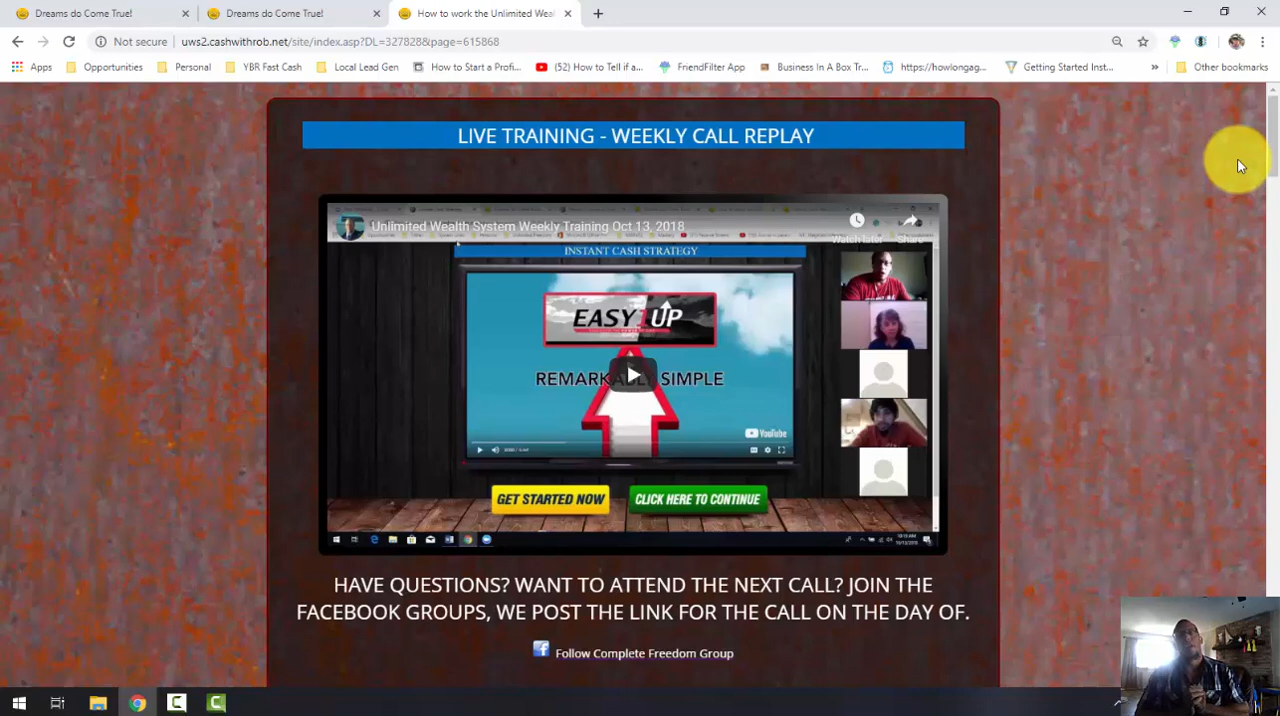 Dreams do Come True!
Dreams do Come True!
How to work the Unlimited Weal
Not secure
uws2.cashwithrob.net/site/index.asp?DL=327828&page=615868
Apps
Opportunities
Personal
YBR Fast Cash
Local Lead Gen
How to Start a Profi...
(52) How to Tell if a...
FriendFilter App
Business In A Box Tr...
https://howlongag...
Getting Started Inst...
»
Other bookmarks
LIVE TRAINING - WEEKLY CALL REPLAY
Unlimited Wealth System Weekly Training Oct 13, 2018
Watch later
Share
INSTANT CASH STRATEGY
EASY1UP
REMARKABLY SIMPLE
YouTube
GET STARTED NOW
CLICK HERE TO CONTINUE
HAVE QUESTIONS? WANT TO ATTEND THE NEXT CALL? JOIN THE
FACEBOOK GROUPS, WE POST THE LINK FOR THE CALL ON THE DAY OF.
Follow Complete Freedom Group